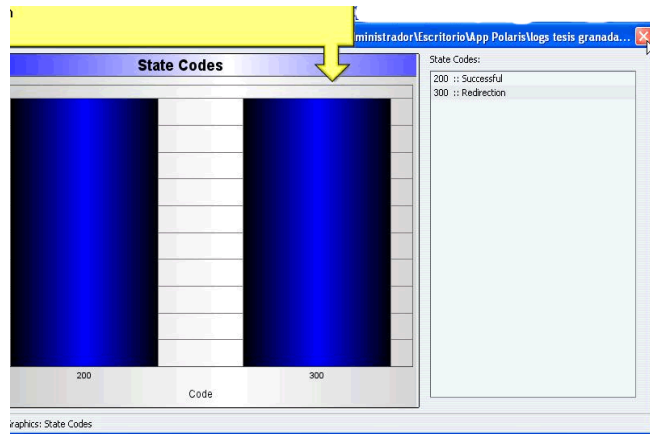 ministrador\Escritorio\App Polaris\logs tesis granada...
State Codes
State Codes:
200 :: Successful
300 :: Redirection
200
300
Code
raphics: State Codes